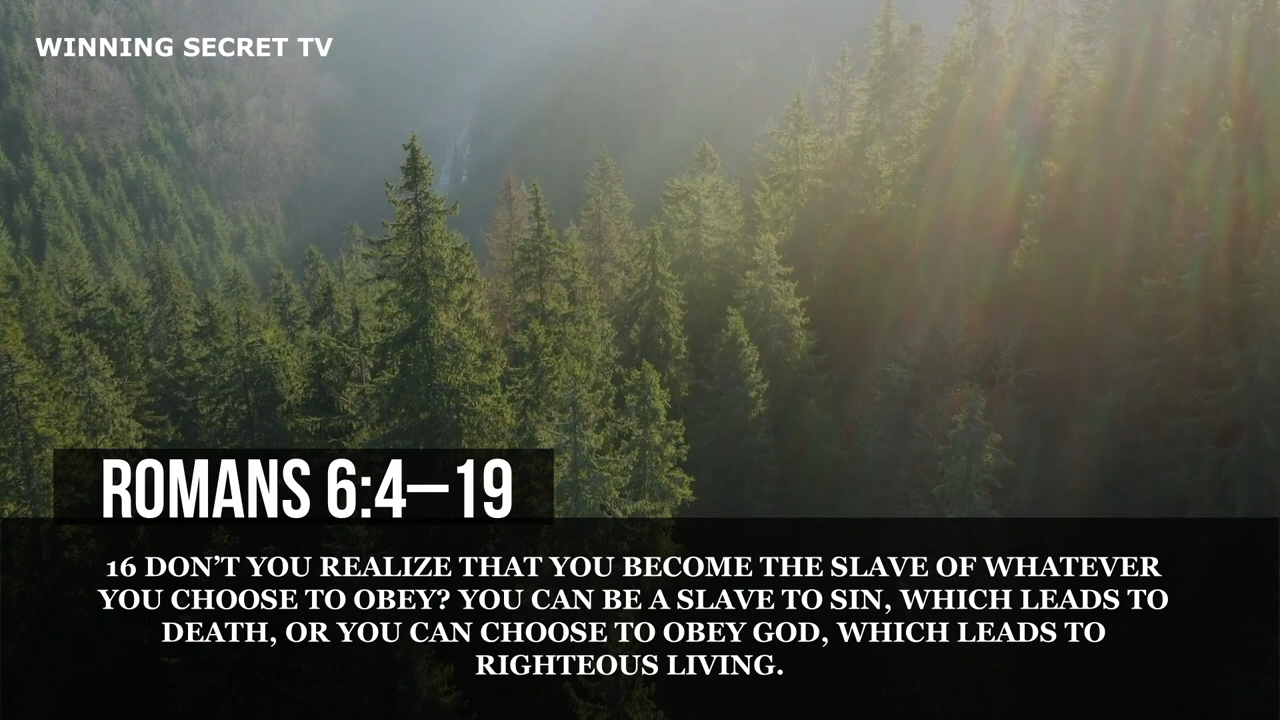 WINNING SECRET TV
ROMANS 6:4–19
16 DON’T YOU REALIZE THAT YOU BECOME THE SLAVE OF WHATEVER
YOU CHOOSE TO OBEY? YOU CAN BE A SLAVE TO SIN, WHICH LEADS TO
DEATH, OR YOU CAN CHOOSE TO OBEY GOD, WHICH LEADS TO
RIGHTEOUS LIVING.